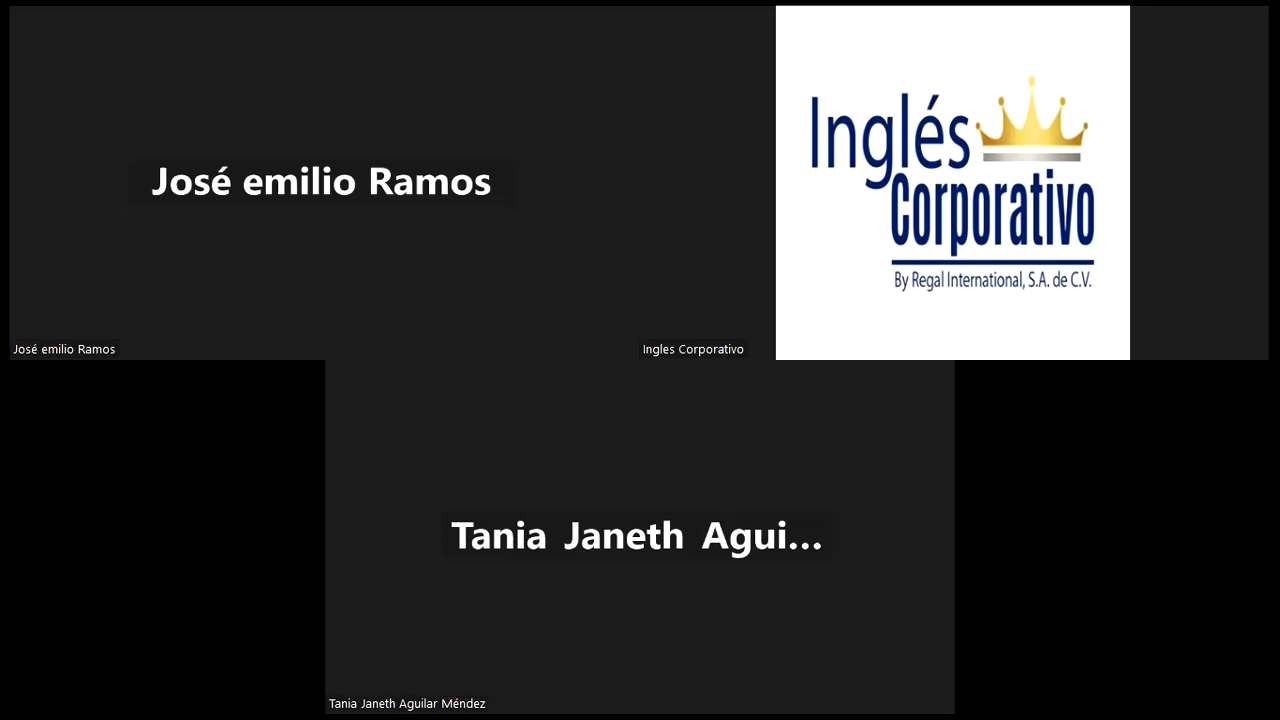 José emilio Ramos
José emilio Ramos
Inglés
Corporativo
By Regal International, S.A. de C.V.
Ingles Corporativo
Tania Janeth Agui...
Tania Janeth Aguilar Méndez